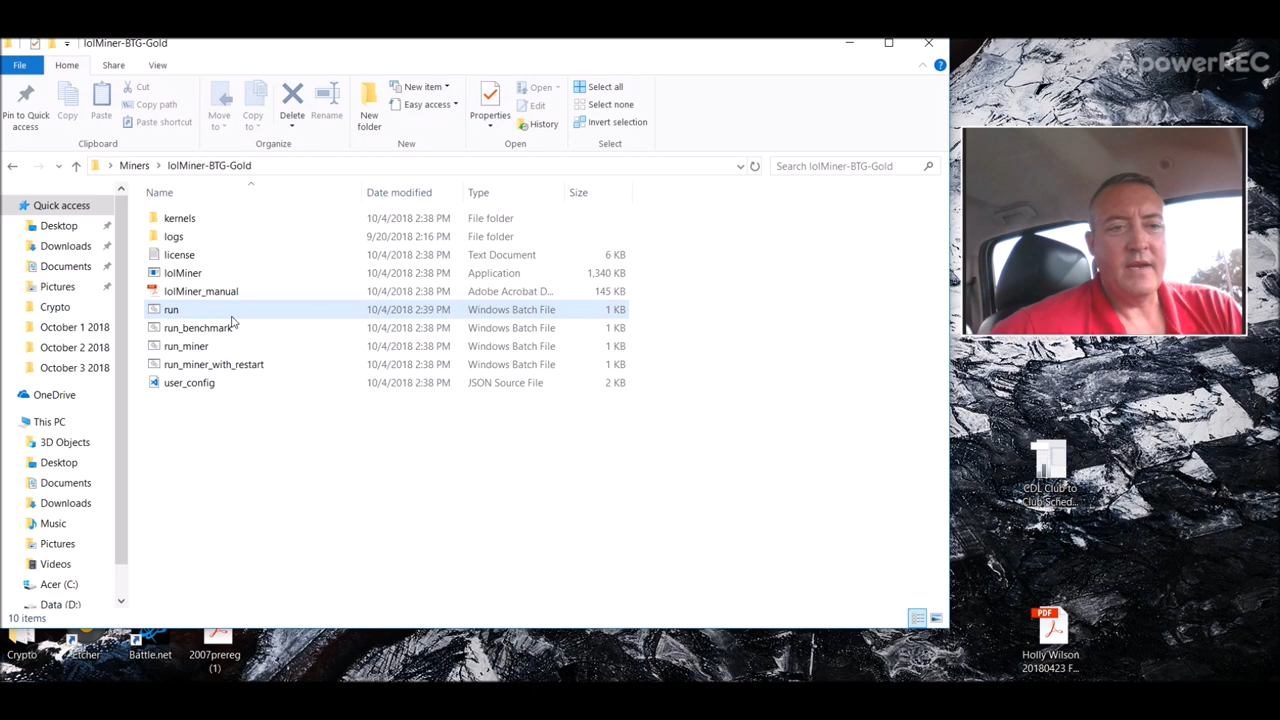 lolMiner-BTG-Gold
ApowerREC
File Home Share View
Pin to Quick access
Copy
Paste
Cut
Copy path
Paste shortcut
Clipboard
Move to
Copy to
Delete
Rename
Organize
New folder
New item
Easy access
New
Properties
Open
Edit
History
Open
Select all
Select none
Invert selection
Select
Miners > lolMiner-BTG-Gold
Search lolMiner-BTG-Gold
Name Date modified Type Size
kernels 10/4/2018 2:38 PM File folder
logs 9/20/2018 2:16 PM File folder
license 10/4/2018 2:38 PM Text Document 6 KB
lolMiner 10/4/2018 2:38 PM Application 1,340 KB
lolMiner_manual 10/4/2018 2:38 PM Adobe Acrobat D... 145 KB
run 10/4/2018 2:39 PM Windows Batch File 1 KB
run_benchmark 10/4/2018 2:38 PM Windows Batch File 1 KB
run_miner 10/4/2018 2:38 PM Windows Batch File 1 KB
run_miner_with_restart 10/4/2018 2:38 PM Windows Batch File 1 KB
user_config 10/4/2018 2:38 PM JSON Source File 2 KB
Quick access
Desktop
Downloads
Documents
Pictures
Crypto
October 1 2018
October 2 2018
October 3 2018
OneDrive
This PC
3D Objects
Desktop
Documents
Downloads
Music
Pictures
Videos
Acer (C:)
Data (D:)
10 items
Crypto
Etcher
Battle.net
2007prereg
(1)
CDL Club to
Club Sched...
PDF
Holly Wilson
20180423 F...